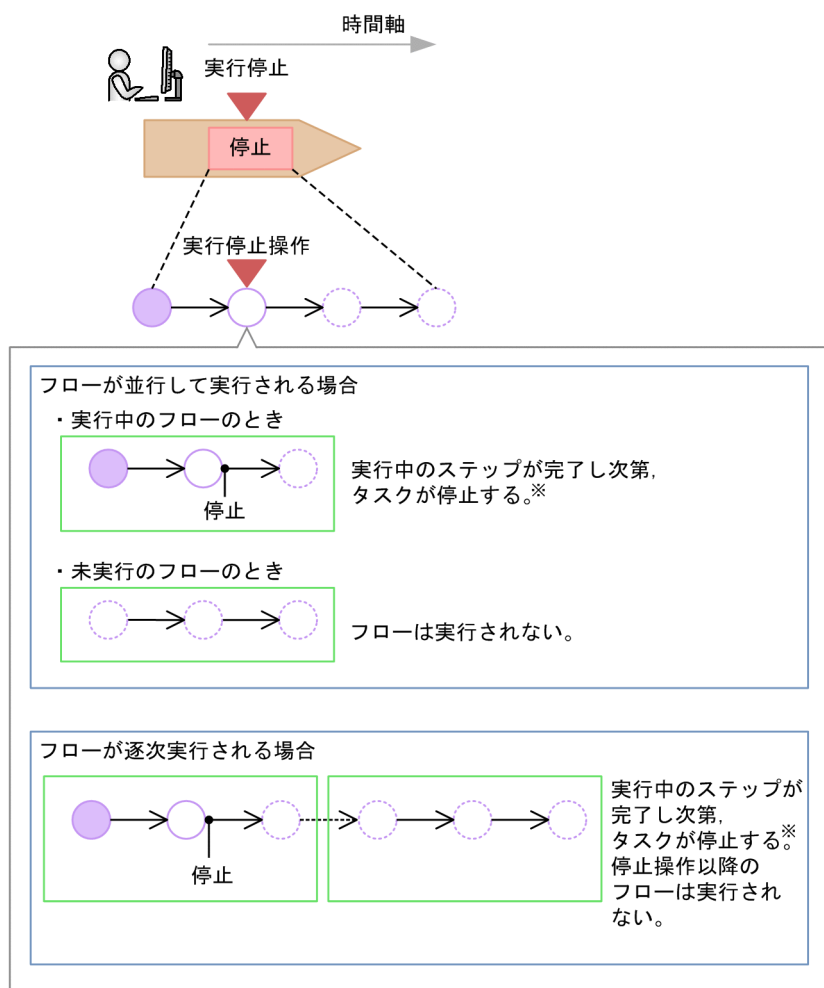 時間軸
実行停止
停止
実行停止操作
フローが並行して実行される場合
・実行中のフローのとき
停止
実行中のステップが完了し次第,
タスクが停止する。※
・未実行のフローのとき
フローは実行されない。
フローが逐次実行される場合
停止
実行中のステップが
完了し次第,
タスクが停止する。※
停止操作以降の
フローは実行され
ない。